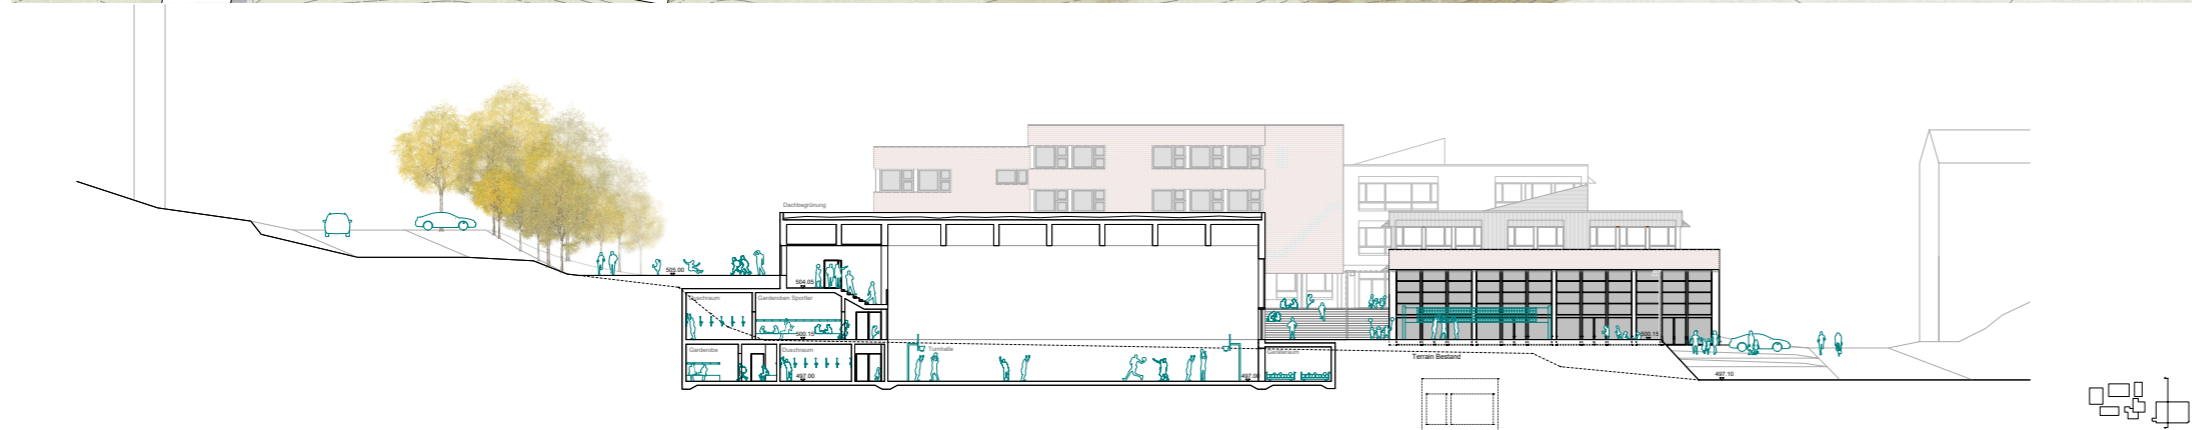 Dachbegrünung
505.00
504.05
Duschraum
Garderoben Sportler
500.15
500.15
Garderobe
Duschraum
Turnhalle
Geräteraum
Terrain Bestand
497.00
497.00
497.10